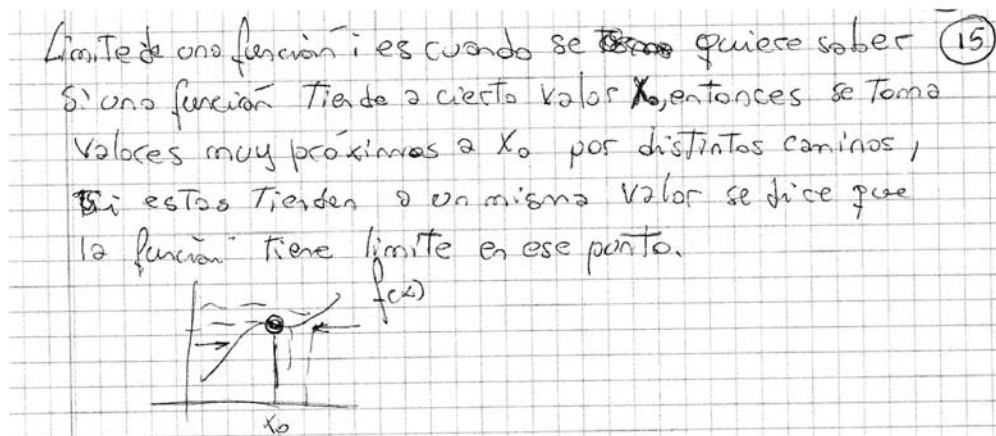 Límite de una función: es cuando se quiere saber 15
si una función tiende a cierto valor X₀, entonces se toma
valores muy próximos a X₀ por distintos caminos,
si estos tienden a un mismo valor se dice que
la función tiene límite en ese punto.
f(x)
X₀